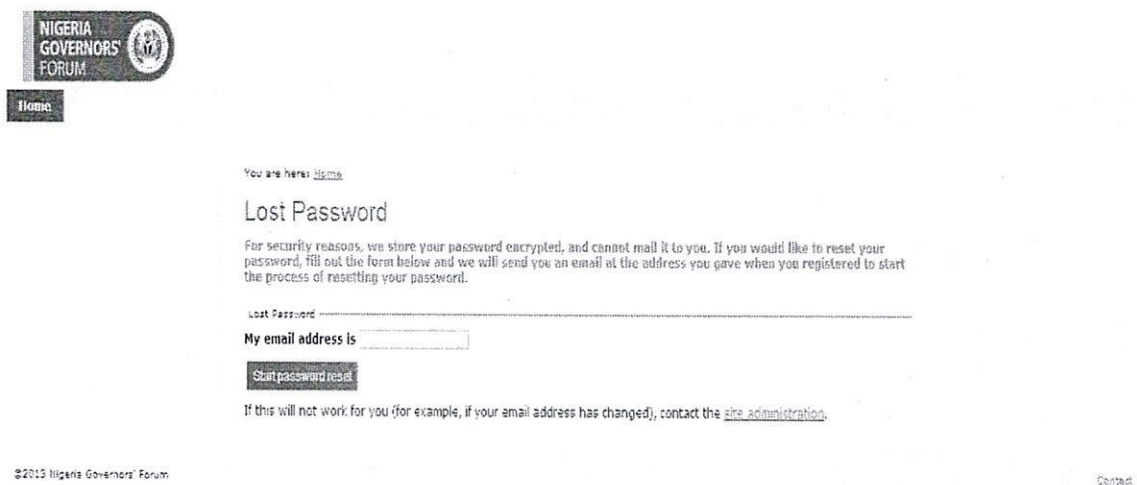 NIGERIA
GOVERNORS'
FORUM
Home
You are here: Home
Lost Password
For security reasons, we store your password encrypted, and cannot mail it to you. If you would like to reset your
password, fill out the form below and we will send you an email at the address you gave when you registered to start
the process of resetting your password.
Lost Password
My email address is
Start password reset
If this will not work for you (for example, if your email address has changed), contact the site administration.
©2013 Nigeria Governors' Forum
Contact